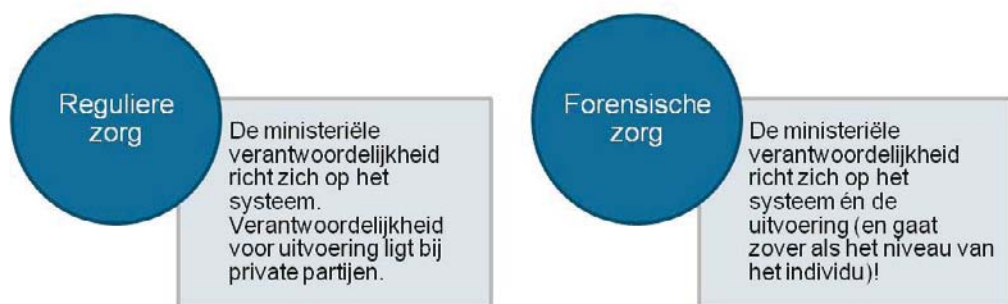 Reguliere
zorg
De ministeriële
verantwoordelijkheid
richt zich op het
systeem.
Verantwoordelijkheid
voor uitvoering ligt bij
private partijen.
Forensische
zorg
De ministeriële
verantwoordelijkheid
richt zich op het
systeem én de
uitvoering (en gaat
zover als het niveau van
het individu)!